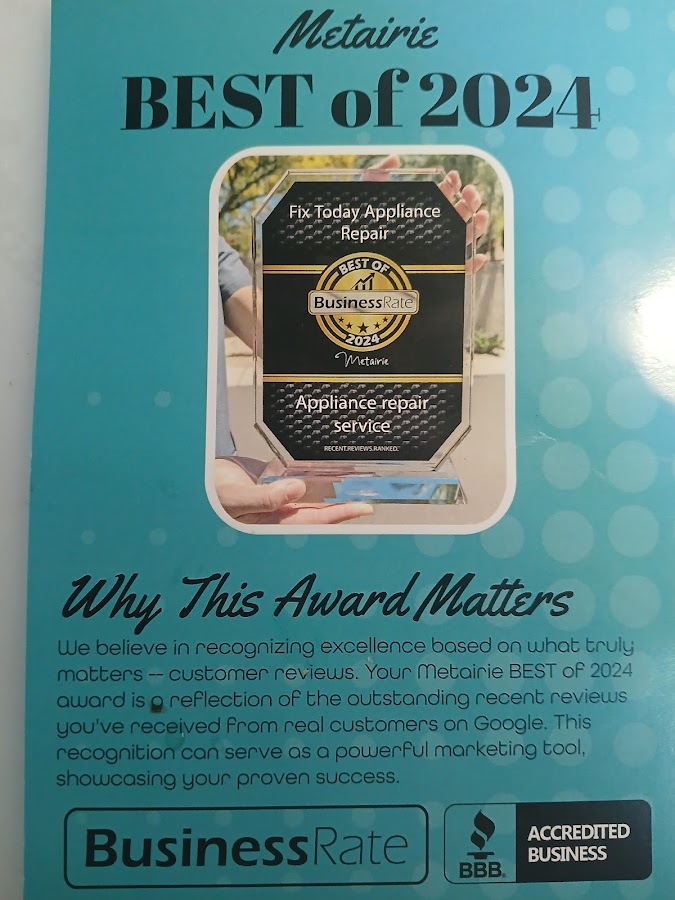 Metairie
BEST of 2024
Fix Today Appliance
Repair
BEST OF
BusinessRate
2024
Metairie
Appliance repair
service
RECENT.REVIEWS.RANKED.™
Why This Award Matters
We believe in recognizing excellence based on what truly
matters -- customer reviews. Your Metairie BEST of 2024
award is a reflection of the outstanding recent reviews
you've received from real customers on Google. This
recognition can serve as a powerful marketing tool,
showcasing your proven success.
BusinessRate
BBB.
ACCREDITED
BUSINESS